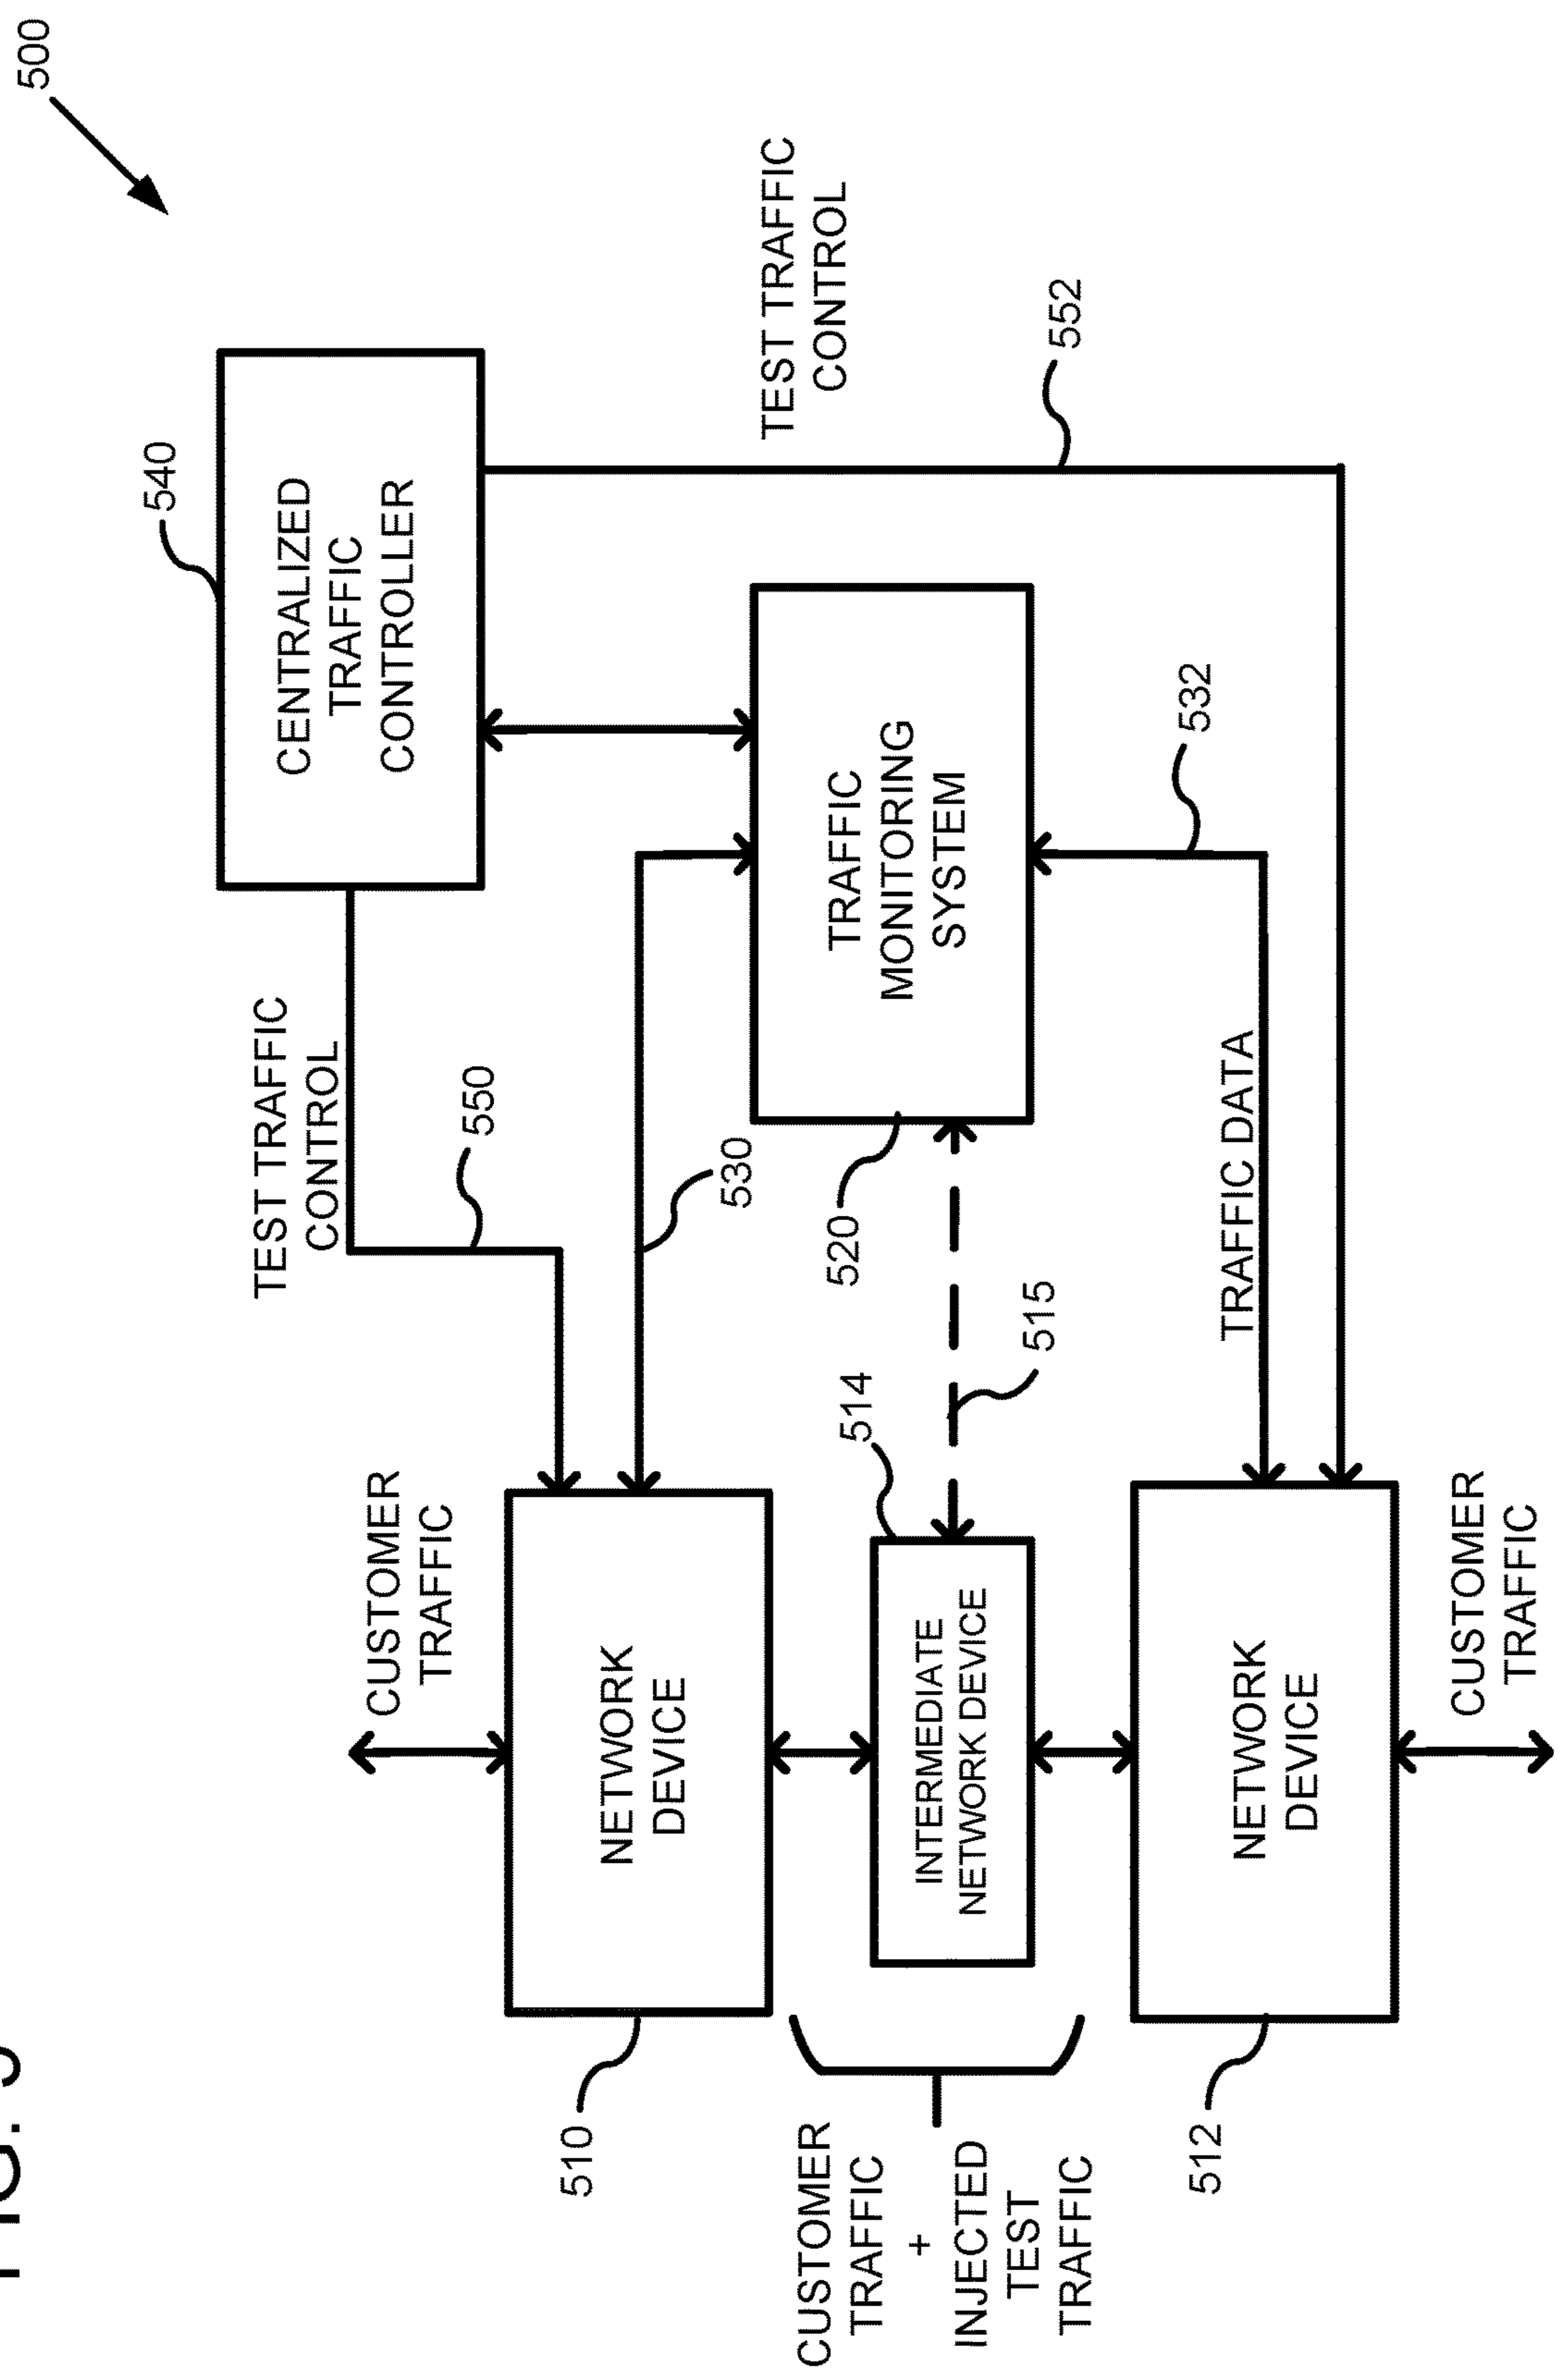 500
540
TEST TRAFFIC
CONTROL
CENTRALIZED
TRAFFIC
CONTROLLER
CUSTOMER
TRAFFIC
550
510
NETWORK
DEVICE
530
TEST TRAFFIC
CONTROL
CUSTOMER
TRAFFIC
+
INJECTED
TEST
TRAFFIC
514
520
TRAFFIC
MONITORING
SYSTEM
INTERMEDIATE
NETWORK DEVICE
515
552
532
512
NETWORK
DEVICE
TRAFFIC DATA
CUSTOMER
TRAFFIC